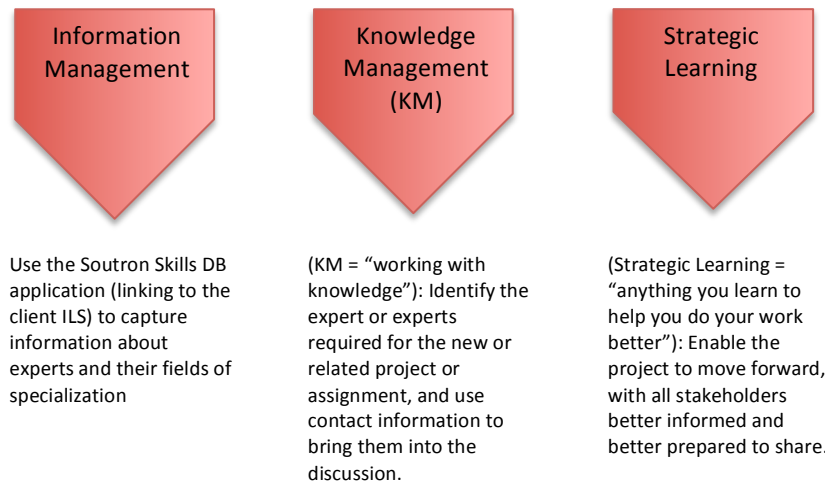 Information
Management
Knowledge
Management
(KM)
Strategic
Learning
Use the Soutron Skills DB
application (linking to the
client ILS) to capture
information about
experts and their fields of
specialization
(KM = “working with
knowledge”): Identify the
expert or experts
required for the new or
related project or
assignment, and use
contact information to
bring them into the
discussion.
(Strategic Learning =
“anything you learn to
help you do your work
better”): Enable the
project to move forward,
with all stakeholders
better informed and
better prepared to share.